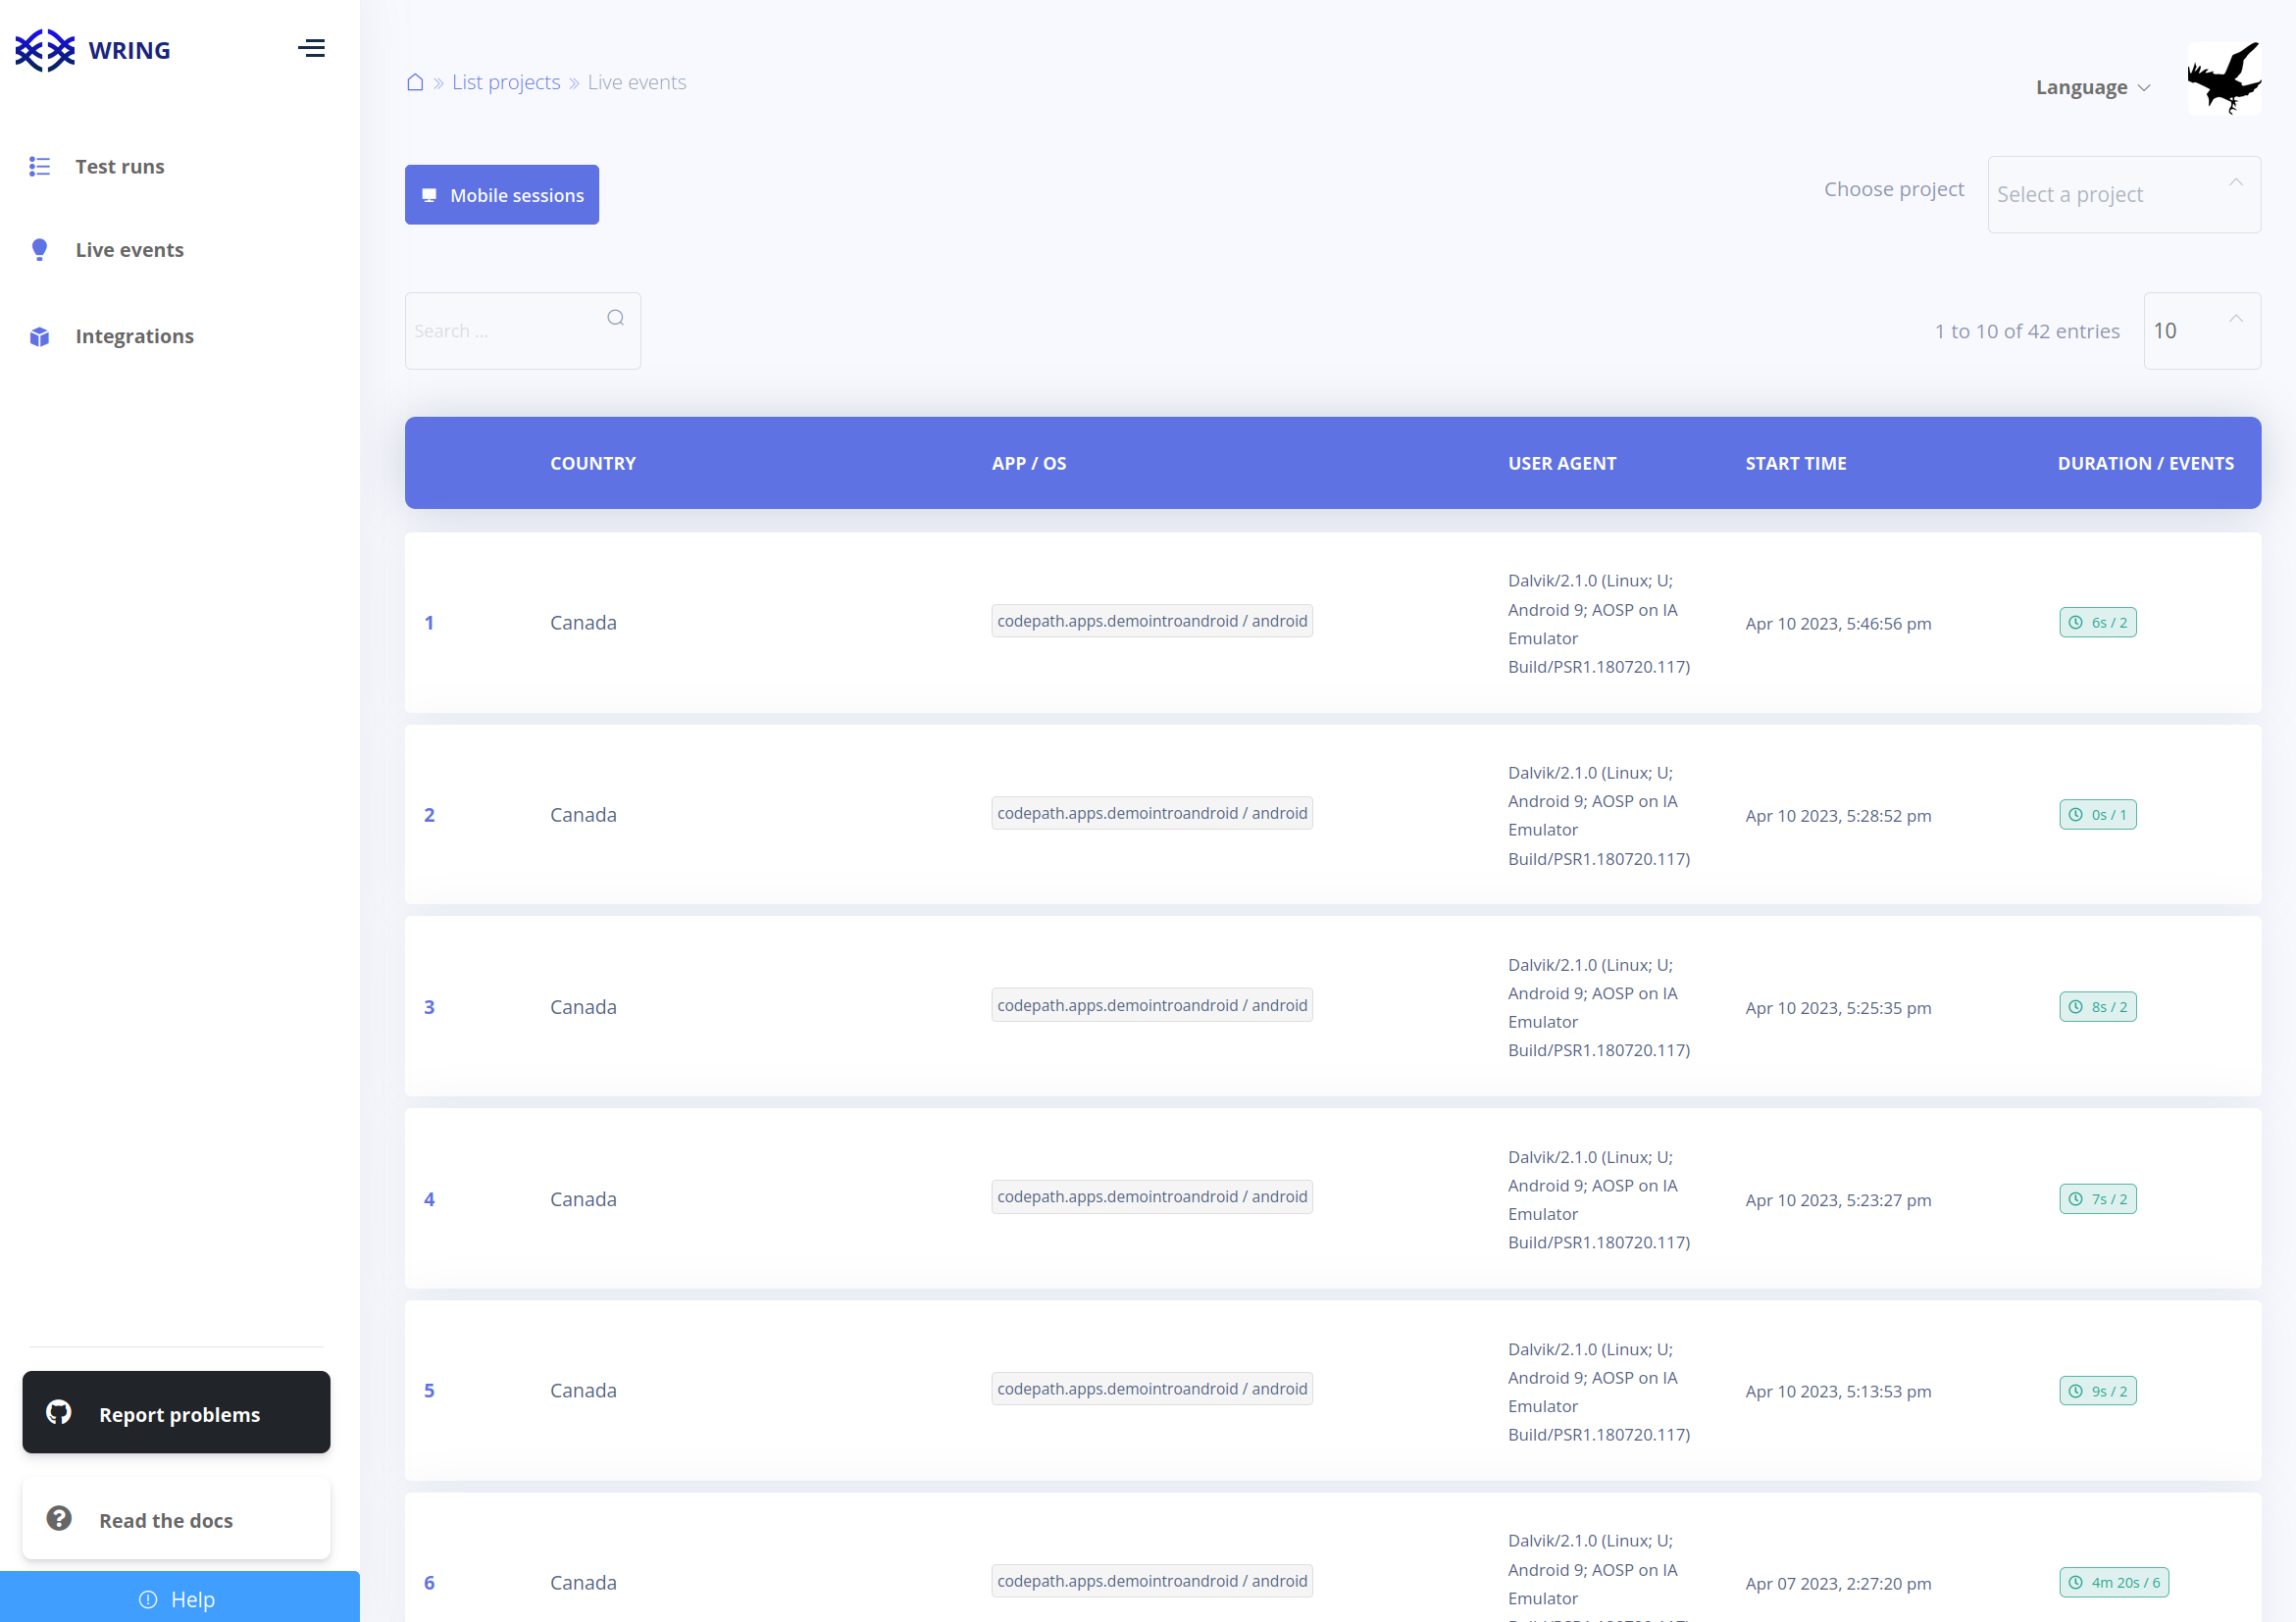 WRING
Test runs
Live events
Integrations
Report problems
Read the docs
Help
List projects » Live events
Language
Mobile sessions
Choose project
Select a project
Search ...
1 to 10 of 42 entries
10
COUNTRY APP / OS USER AGENT START TIME DURATION / EVENTS
1 Canada codepath.apps.demointroandroid / android
Dalvik/2.1.0 (Linux; U;
Android 9; AOSP on IA
Emulator
Build/PSR1.180720.117)
Apr 10 2023, 5:46:56 pm
6s / 2
2 Canada codepath.apps.demointroandroid / android
Dalvik/2.1.0 (Linux; U;
Android 9; AOSP on IA
Emulator
Build/PSR1.180720.117)
Apr 10 2023, 5:28:52 pm
0s / 1
3 Canada codepath.apps.demointroandroid / android
Dalvik/2.1.0 (Linux; U;
Android 9; AOSP on IA
Emulator
Build/PSR1.180720.117)
Apr 10 2023, 5:25:35 pm
8s / 2
4 Canada codepath.apps.demointroandroid / android
Dalvik/2.1.0 (Linux; U;
Android 9; AOSP on IA
Emulator
Build/PSR1.180720.117)
Apr 10 2023, 5:23:27 pm
7s / 2
5 Canada codepath.apps.demointroandroid / android
Dalvik/2.1.0 (Linux; U;
Android 9; AOSP on IA
Emulator
Build/PSR1.180720.117)
Apr 10 2023, 5:13:53 pm
9s / 2
6 Canada codepath.apps.demointroandroid / android
Dalvik/2.1.0 (Linux; U;
Android 9; AOSP on IA
Emulator
Apr 07 2023, 2:27:20 pm
4m 20s / 6